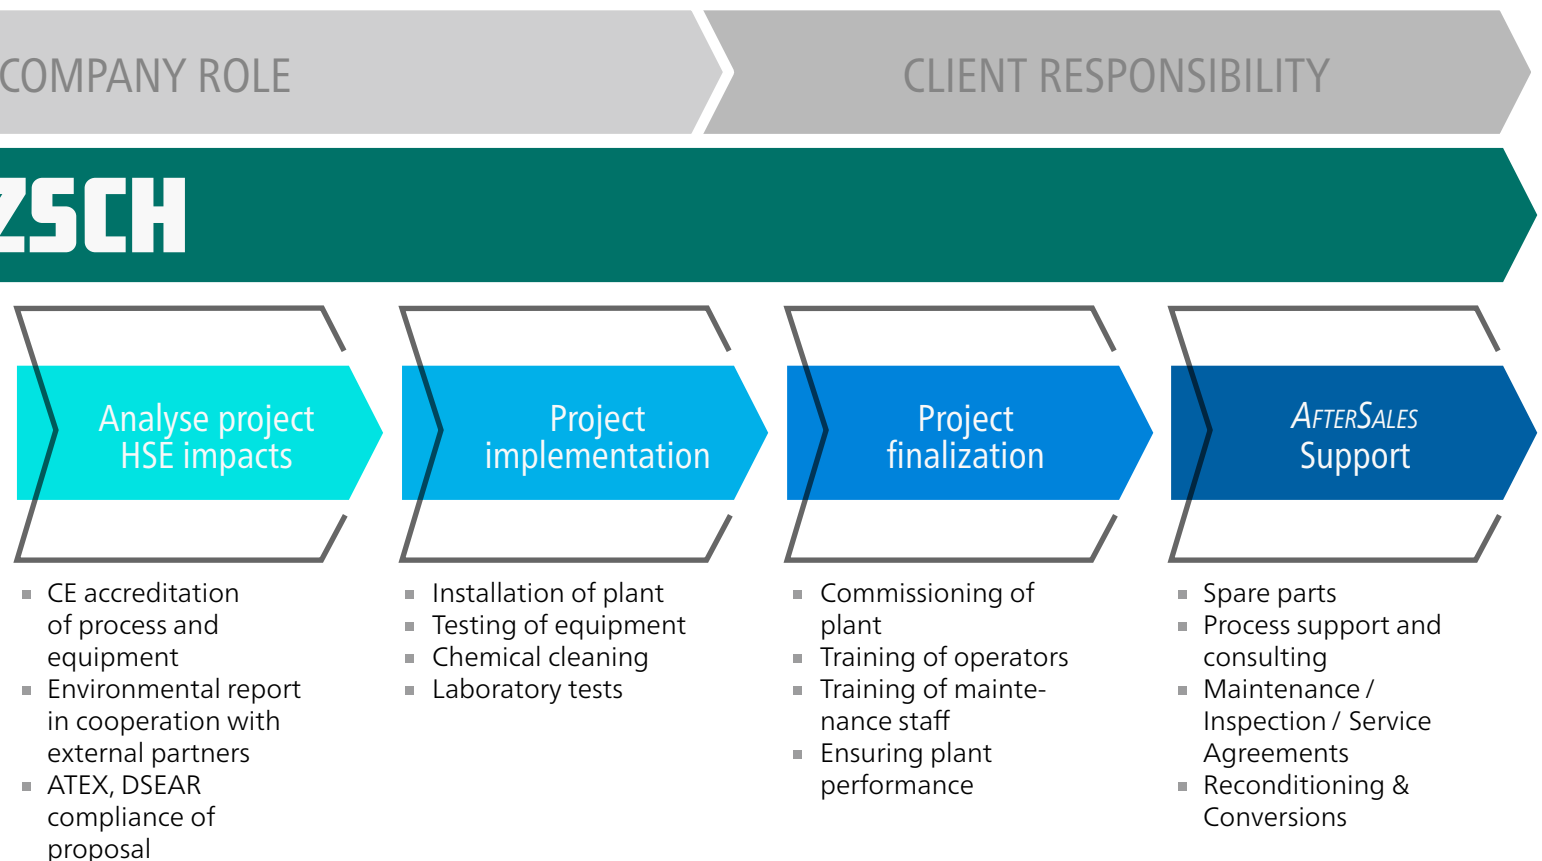 COMPANY ROLE
CLIENT RESPONSIBILITY
ZSCH
Analyse project
HSE impacts
Project
implementation
Project
finalization
AFTERSALES
Support
CE accreditation
of process and
equipment
Environmental report
in cooperation with
external partners
ATEX, DSEAR
compliance of
proposal
Installation of plant
Testing of equipment
Chemical cleaning
Laboratory tests
Commissioning of
plant
Training of operators
Training of mainte-
nance staff
Ensuring plant
performance
Spare parts
Process support and
consulting
Maintenance /
Inspection / Service
Agreements
Reconditioning &
Conversions